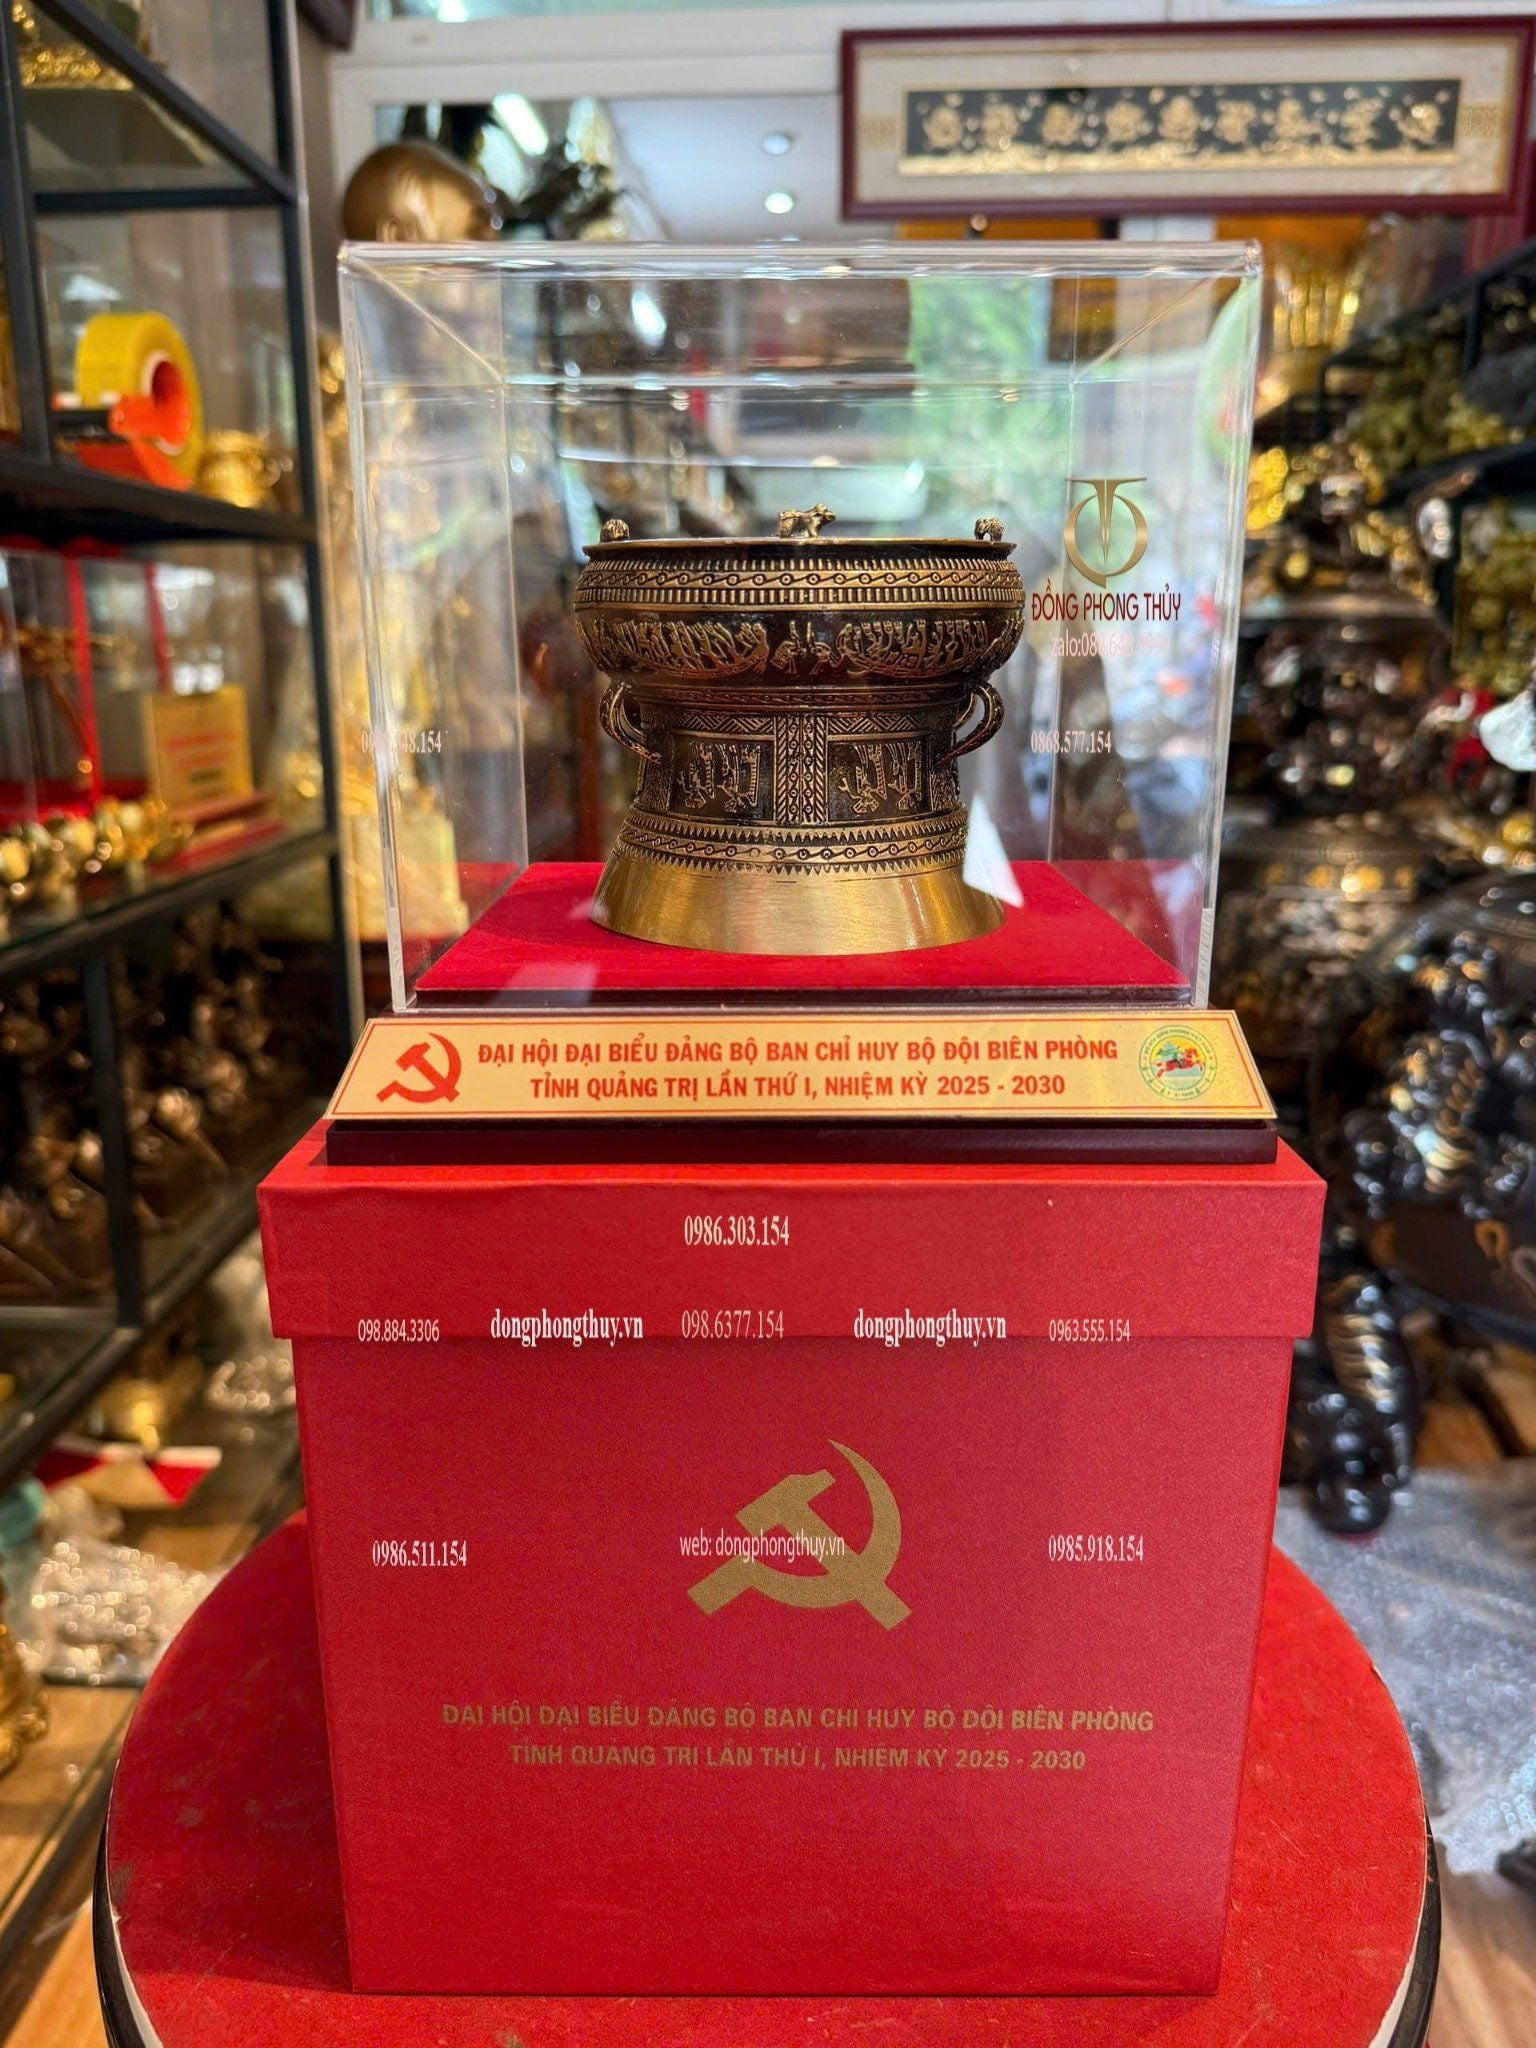 ĐỒNG PHONG THỦY
0868.577.154
ĐẠI HỘI ĐẠI BIỂU ĐẢNG BỘ BAN CHỈ HUY BỘ ĐỘI BIÊN PHÒNG
TỈNH QUẢNG TRỊ LẦN THỨ I, NHIỆM KỲ 2025 - 2030
0986.303.154
098.884.3306 dongphongthuy.vn 098.6377.154 dongphongthuy.vn 0963.555.154
0986.511.154 web: dongphongthuy.vn 0985.918.154
ĐẠI HỘI ĐẠI BIỂU ĐẢNG BỘ BAN CHỈ HUY BỘ ĐỘI BIÊN PHÒNG
TỈNH QUẢNG TRỊ LẦN THỨ I, NHIỆM KỲ 2025 - 2030